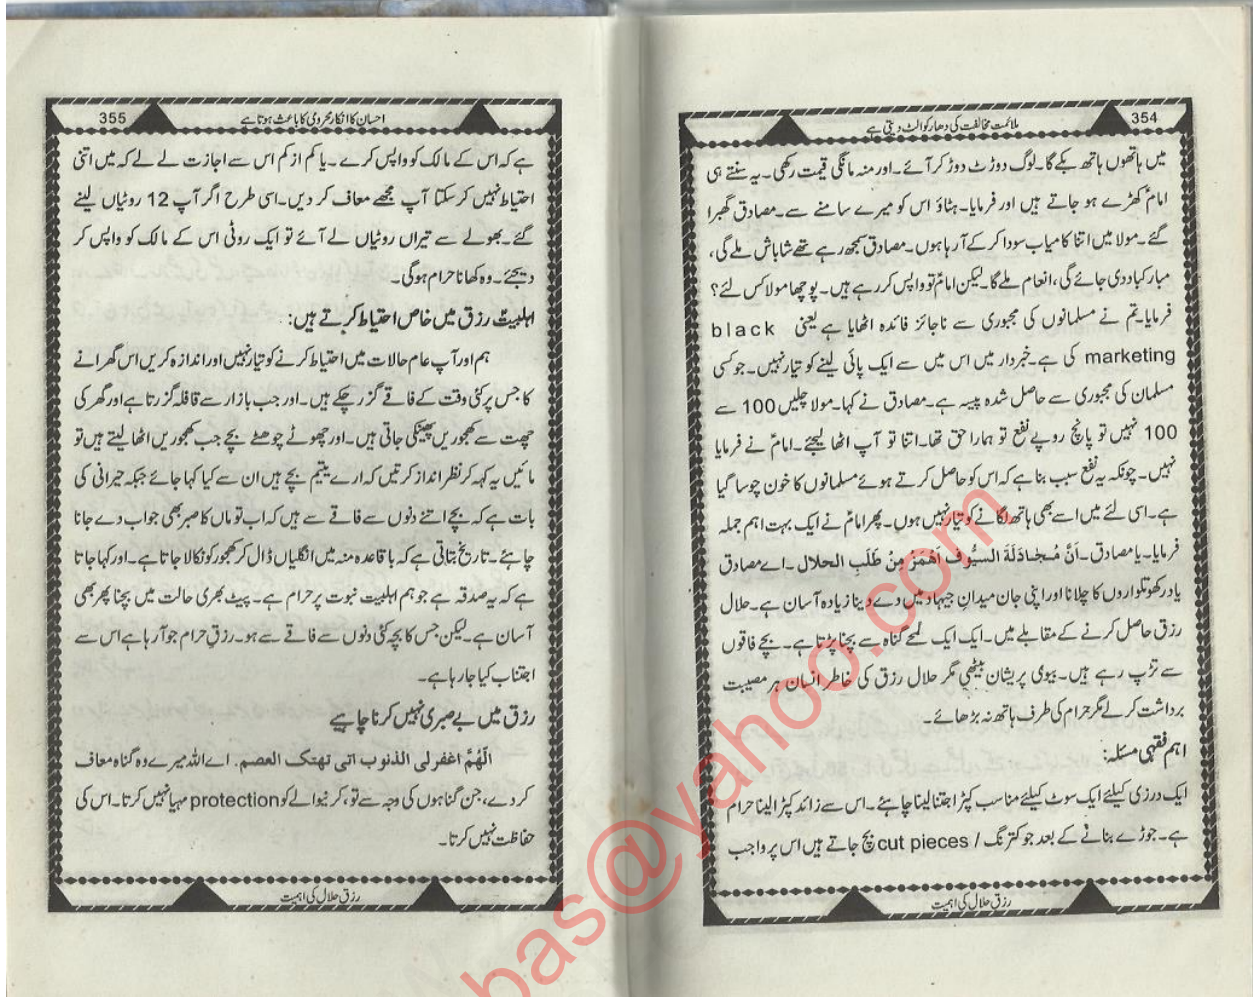 354
ملائمت مخالفت کی دھار کو الٹ دیتی ہے
میں ہاتھوں ہاتھ بکے گا۔ لوگ دوڑٹ دوڑ کر آئے۔ اور منہ مانگی قیمت رکھی۔ یہ سنتے ہی
امامؑ کھڑے ہو جاتے ہیں اور فرمایا۔ ہٹاؤ اس کو میرے سامنے سے۔ مصادق گھبرا
گئے۔ مولا میں اتنا کامیاب سودا کر کے آرہا ہوں۔ مصادق سمجھ رہے تھے شاباش ملے گی،
مبارکباد دی جائے گی، انعام ملے گا۔ لیکن امامؑ تو واپس کر رہے ہیں۔ پوچھا مولا کس لئے؟
فرمایا۔ تم نے مسلمانوں کی مجبوری سے ناجائز فائدہ اٹھایا ہے یعنی black
marketing کی ہے۔ خبردار میں اس میں سے ایک پائی لینے کو تیار نہیں۔ جو کسی
مسلمان کی مجبوری سے حاصل شدہ پیسہ ہے۔ مصادق نے کہا۔ مولا چلیں 100 سے
100 نہیں تو پانچ روپے نفع تو ہمارا حق تھا۔ اتنا تو آپ اٹھا لیجئے۔ امامؑ نے فرمایا
نہیں۔ چونکہ یہ نفع سبب بنا ہے کہ اس کو حاصل کرتے ہوئے مسلمانوں کا خون چوسا گیا
ہے۔ اسی لئے میں اسے بھی ہاتھ لگانے کو تیار نہیں ہوں۔ پھر امامؑ نے ایک بہت اہم جملہ
فرمایا۔ یا مصادق۔ اَنَّ مُجَادَلَةَ السيُّوف اَهْمَرُ مِنْ طَلَبِ الحلال۔ اے مصادق
یاد رکھو تلواروں کا چلانا اور اپنی جان میدانِ جہاد میں دے دینا زیادہ آسان ہے۔ حلال
رزق حاصل کرنے کے مقابلے میں۔ ایک ایک لمحے گناہ سے بچنا پڑتا ہے۔ بچے فاقوں
سے تڑپ رہے ہیں۔ بیوی پریشان بیٹھی مگر حلال رزق کی خاطر انسان ہر مصیبت
برداشت کرلے مگر حرام کی طرف ہاتھ نہ بڑھائے۔
اہم فقہی مسئلہ:
ایک درزی کیلئے ایک سوٹ کیلئے مناسب کپڑا جتنا لینا چاہئے۔ اس سے زائد کپڑا لینا حرام
ہے۔ جوڑے بنانے کے بعد جو کترنگ / cut pieces بچ جاتے ہیں اس پر واجب
رزق حلال کی اہمیت
355
احسان کا انکار محرومی کا باعث ہوتا ہے
ہے کہ اس کے مالک کو واپس کرے۔ یا کم از کم اس سے اجازت لے لے کہ میں اتنی
احتیاط نہیں کر سکتا آپ مجھے معاف کر دیں۔ اسی طرح اگر آپ 12 روٹیاں لینے
گئے۔ بھولے سے تیراں روٹیاں لے آئے تو ایک روٹی اس کے مالک کو واپس کر
دیجئے۔ وہ کھانا حرام ہو گی۔
اہلبیتؑ رزق میں خاص احتیاط کرتے ہیں:
ہم اور آپ عام حالات میں احتیاط کرنے کو تیار نہیں اور اندازہ کریں اس گھرانے
کا جس پر کئی وقت کے فاقے گزر چکے ہیں۔ اور جب بازار سے قافلہ گزرتا ہے اور گھر کی
چھت سے کھجوریں پھینکی جاتی ہیں۔ اور چھوٹے چوھٹے بچے جب کھجوریں اٹھا لیتے ہیں تو
مائیں یہ کہہ کر نظر انداز کرتیں کہ ارے یتیم بچے ہیں ان سے کیا کہا جائے جبکہ حیرانی کی
بات ہے کہ بچے اتنے دنوں سے فاقے سے ہیں کہ اب تو ماں کا صبر بھی جواب دے جانا
چاہئے۔ تاریخ بتاتی ہے کہ باقاعدہ منہ میں انگلیاں ڈال کر کھجور کو نکالا جاتا ہے۔ اور کہا جاتا
ہے کہ یہ صدقہ ہے جو ہم اہلبیت نبوت پر حرام ہے۔ پیٹ بھری حالت میں بچنا پھر بھی
آسان ہے۔ لیکن جس کا بچہ کئی دنوں سے فاقے سے ہو۔ رزقِ حرام جو آرہا ہے اس سے
اجتناب کیا جا رہا ہے۔
رزق میں بے صبری نہیں کرنا چاہیے
الّٰهُمَّ اغفر لی الذنوب اتی تهتک العصم۔ اے اللہ میرے وہ گناہ معاف
کر دے، جن گناہوں کی وجہ سے تو، کرنیوالے کو protection مہیا نہیں کرتا۔ اس کی
حفاظت نہیں کرتا۔
رزق حلال کی اہمیت
bas@yahoo.com